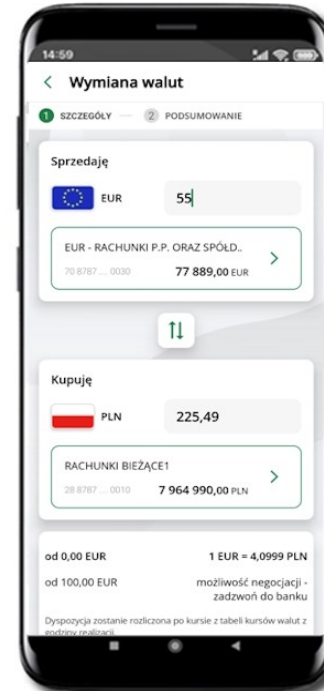 14:59
Wymiana walut
1 SZCZEGÓŁY 2 PODSUMOWANIE
Sprzedaję
EUR 55
EUR - RACHUNKI P.P. ORAZ SPÓŁD..
70 8787 ... 0030 77 889,00 EUR
Kupuję
PLN 225,49
RACHUNKI BIEŻĄCE1
28 8787 ... 0010 7 964 990,00 PLN
od 0,00 EUR 1 EUR = 4,0999 PLN
od 100,00 EUR możliwość negocjacji -
zadzwoń do banku
Dyspozycja zostanie rozliczona po kursie z tabeli kursów walut z
godziny realizacji